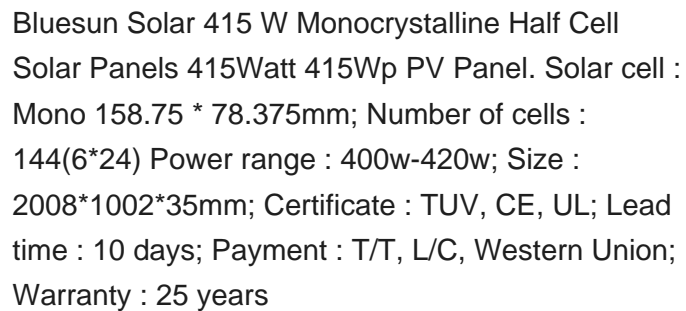 Bluesun Solar 415 W Monocrystalline Half Cell
Solar Panels 415Watt 415Wp PV Panel. Solar cell :
Mono 158.75 * 78.375mm; Number of cells :
144(6*24) Power range : 400w-420w; Size :
2008*1002*35mm; Certificate : TUV, CE, UL; Lead
time : 10 days; Payment : T/T, L/C, Western Union;
Warranty : 25 years